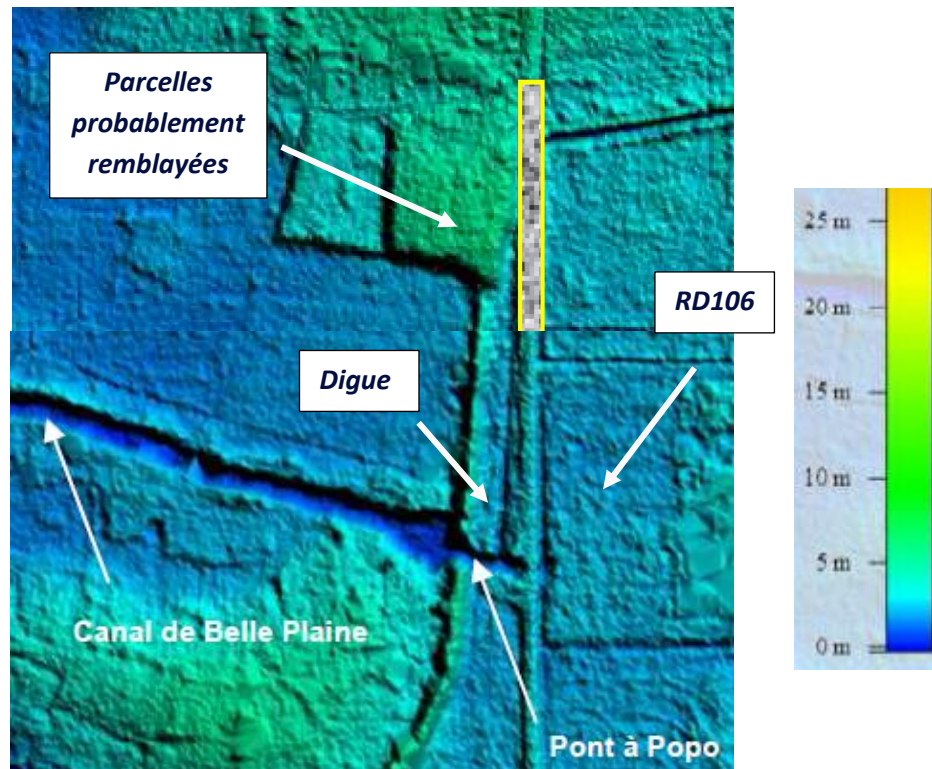 Parcelles
probablement
remblayées
RD106
Digue
Canal de Belle Plaine
Pont à Popo
25 m
20 m
15 m
10 m
5 m
0 m